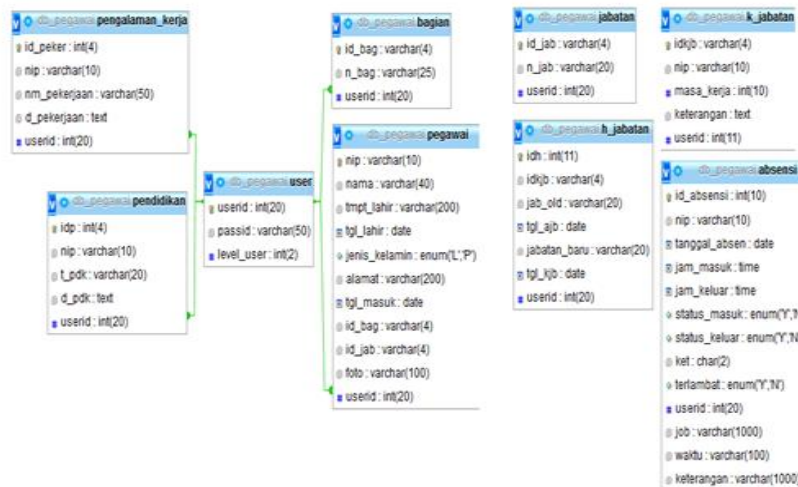 db_pegawai pengalaman_kerja
id_peker : int(4)
nip : varchar(10)
nm_pekerjaan : varchar(50)
d_pekerjaan : text
userid : int(20)
db_pegawai pendidikan
idp : int(4)
nip : varchar(10)
t_pdk : varchar(20)
d_pdk : text
userid : int(20)
db_pegawai user
userid : int(20)
passid : varchar(50)
level_user : int(2)
db_pegawai bagian
id_bag : varchar(4)
n_bag : varchar(25)
userid : int(20)
db_pegawai pegawai
nip : varchar(10)
nama : varchar(40)
tmpt_lahir : varchar(200)
tgl_lahir : date
jenis_kelamin : enum('L','P')
alamat : varchar(200)
tgl_masuk : date
id_bag : varchar(4)
id_jab : varchar(4)
foto : varchar(100)
userid : int(20)
db_pegawai jabatan
id_jab : varchar(4)
n_jab : varchar(20)
userid : int(20)
db_pegawai h_jabatan
idh : int(11)
idkjb : varchar(4)
jab_old : varchar(20)
tgl_ajb : date
jabatan_baru : varchar(20)
tgl_kjb : date
userid : int(20)
db_pegawai k_jabatan
idkjb : varchar(4)
nip : varchar(10)
masa_kerja : int(10)
keterangan : text
userid : int(11)
db_pegawai absensi
id_absensi : int(10)
nip : varchar(10)
tanggal_absen : date
jam_masuk : time
jam_keluar : time
status_masuk : enum('Y','N
status_keluar : enum('Y','N
ket : char(2)
terlambat : enum('Y','N')
userid : int(20)
job : varchar(1000)
waktu : varchar(100)
keterangan : varchar(1000)